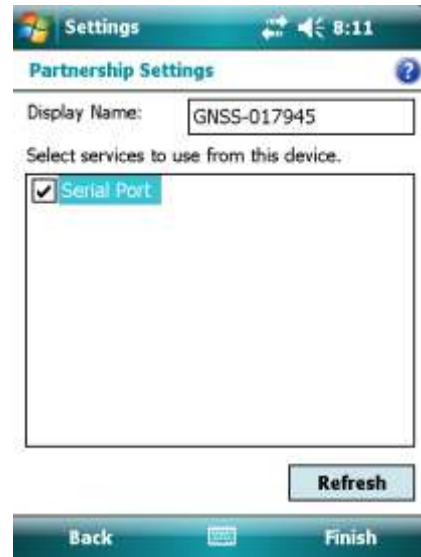 Settings 8:11
Partnership Settings
Display Name: GNSS-017945
Select services to use from this device.
Serial Port
Refresh
Back Finish